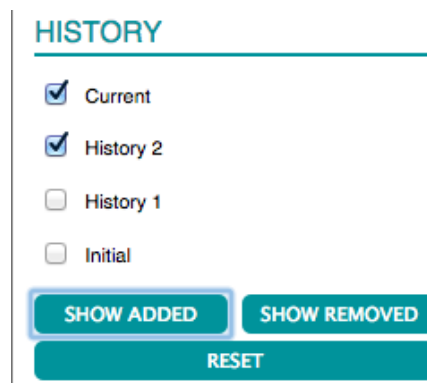 HISTORY
Current
History 2
History 1
Initial
SHOW ADDED SHOW REMOVED
RESET